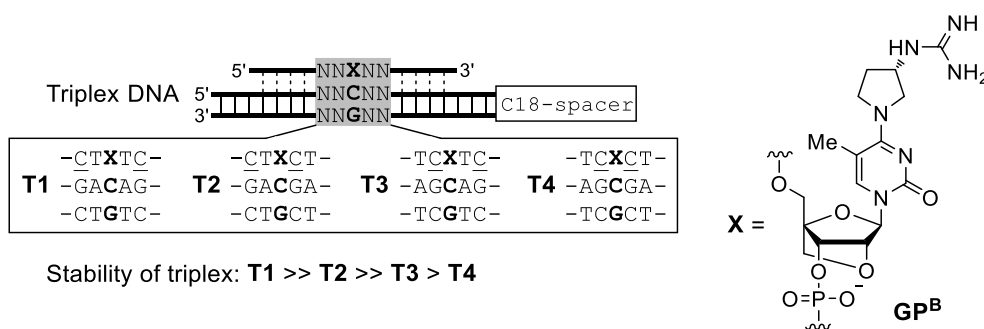 5' NNXNN 3'
Triplex DNA
5' NNCNN
3' NNGNN C18-spacer
-CTXTC- -CTXCT- -TCXTC- -TCXCT-
T1 -GACAG- T2 -GACGA- T3 -AGCAG- T4 -AGCGA-
-CTGTC- -CTGCT- -TCGTC- -TCGCT-
Stability of triplex: T1 >> T2 >> T3 > T4
HN NH
NH2
N
Me N
N O
O
X = O
O O
O=P-O−
GPB